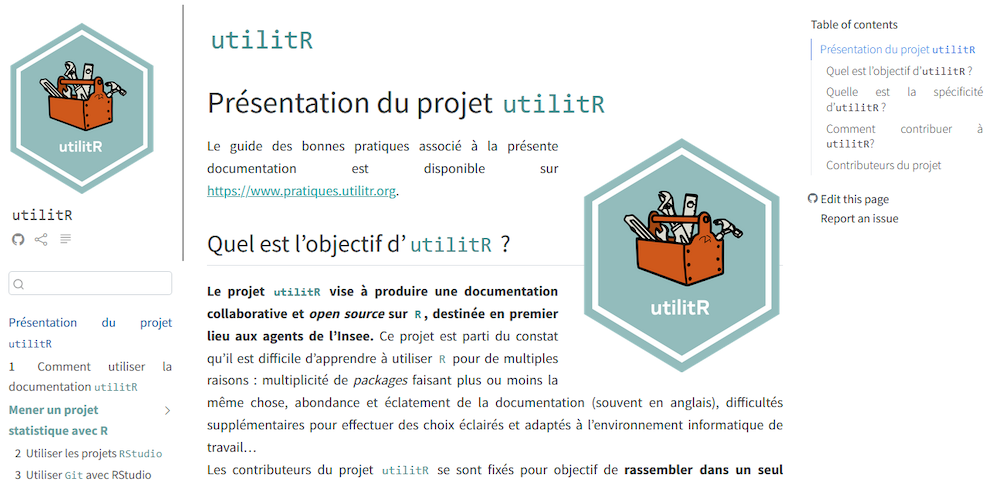 utilitR
utilitR
Présentation du projet
utilitR
1 Comment utiliser la
documentation utilitR
Mener un projet
statistique avec R
2 Utiliser les projets RStudio
3 Utiliser Git avec RStudio
utilitR
Présentation du projet utilitR
Le guide des bonnes pratiques associé à la présente
documentation est disponible sur
https://www.pratiques.utilitr.org.
utilitR
Quel est l'objectif d'utilitR ?
Le projet utilitR vise à produire une documentation
collaborative et open source sur R, destinée en premier
lieu aux agents de l'Insee. Ce projet est parti du constat
qu'il est difficile d'apprendre à utiliser R pour de multiples
raisons : multiplicité de packages faisant plus ou moins la
même chose, abondance et éclatement de la documentation (souvent en anglais), difficultés
supplémentaires pour effectuer des choix éclairés et adaptés à l'environnement informatique de
travail…
Les contributeurs du projet utilitR se sont fixés pour objectif de rassembler dans un seul
Table of contents
Présentation du projet utilitR
Quel est l'objectif d'utilitR ?
Quelle est la spécificité
d'utilitR ?
Comment contribuer à
utilitR?
Contributeurs du projet
Edit this page
Report an issue